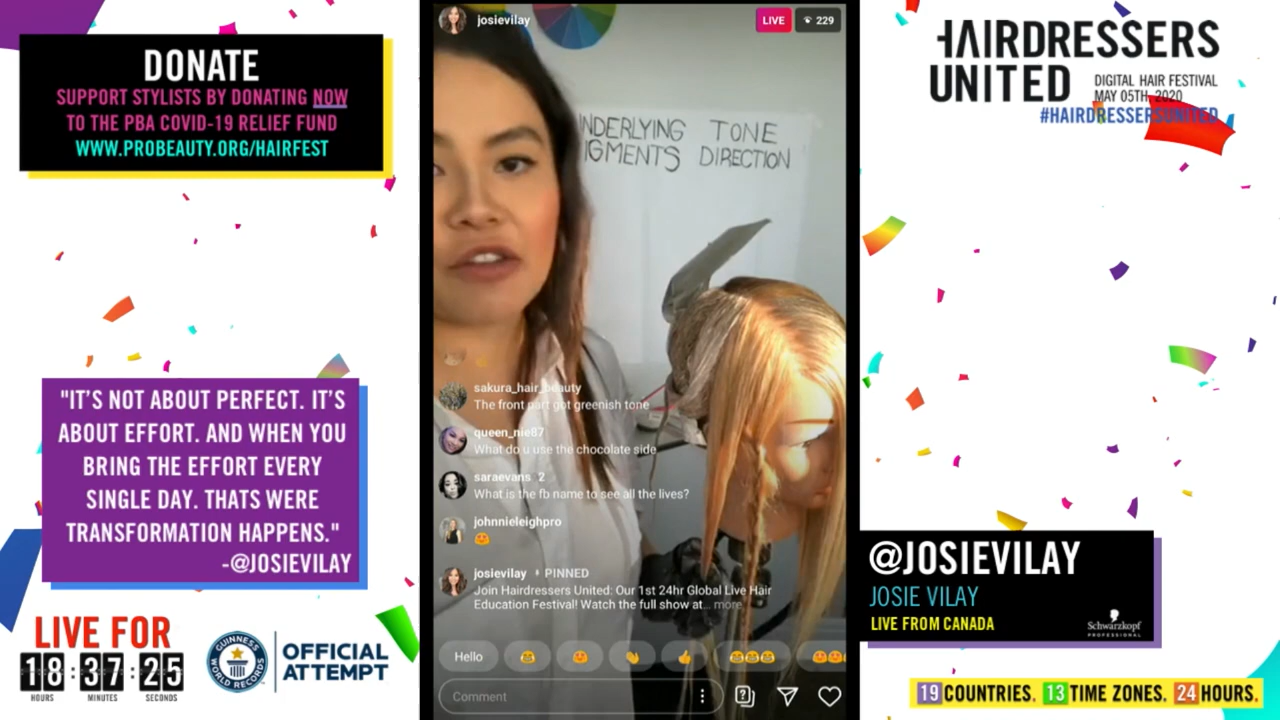 DONATE
SUPPORT STYLISTS BY DONATING NOW
TO THE PBA COVID-19 RELIEF FUND
WWW.PROBEAUTY.ORG/HAIRFEST
"IT'S NOT ABOUT PERFECT. IT'S
ABOUT EFFORT. AND WHEN YOU
BRING THE EFFORT EVERY
SINGLE DAY. THATS WERE
TRANSFORMATION HAPPENS."
-@JOSIEVILAY
LIVE FOR
18:37:25
HOURS MINUTES SECONDS
GUINNESS WORLD RECORDS
OFFICIAL
ATTEMPT
josievilay
LIVE
229
NDERLYING TONE
IGMENTS DIRECTION
sakura_hair_beauty
The front part got greenish tone
queen_nie87
What do u use the chocolate side
saraevans_2
What is the fb name to see all the lives?
johnnieleighpro
josievilay PINNED
Join Hairdressers United: Our 1st 24hr Global Live Hair
Education Festival! Watch the full show at... more
Hello
Comment
HAIRDRESSERS
UNITED
DIGITAL HAIR FESTIVAL
MAY 05TH, 2020
#HAIRDRESSERSUNITED
@JOSIEVILAY
JOSIE VILAY
LIVE FROM CANADA
Schwarzkopf
PROFESSIONAL
19 COUNTRIES. 13 TIME ZONES. 24 HOURS.